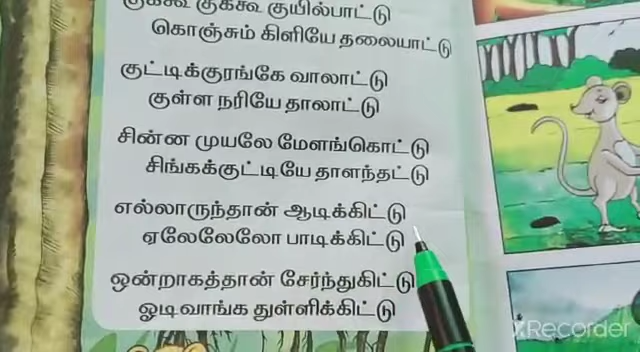 குக்கூ குக்கூ குயில்பாட்டு
கொஞ்சும் கிளியே தலையாட்டு
குட்டிக்குரங்கே வாலாட்டு
குள்ள நரியே தாலாட்டு
சின்ன முயலே மேளங்கொட்டு
சிங்கக்குட்டியே தாளந்தட்டு
எல்லாருந்தான் ஆடிக்கிட்டு
ஏலேலேலோ பாடிக்கிட்டு
ஒன்றாகத்தான் சேர்ந்துகிட்டு
ஓடிவாங்க துள்ளிக்கிட்டு
XRecorder